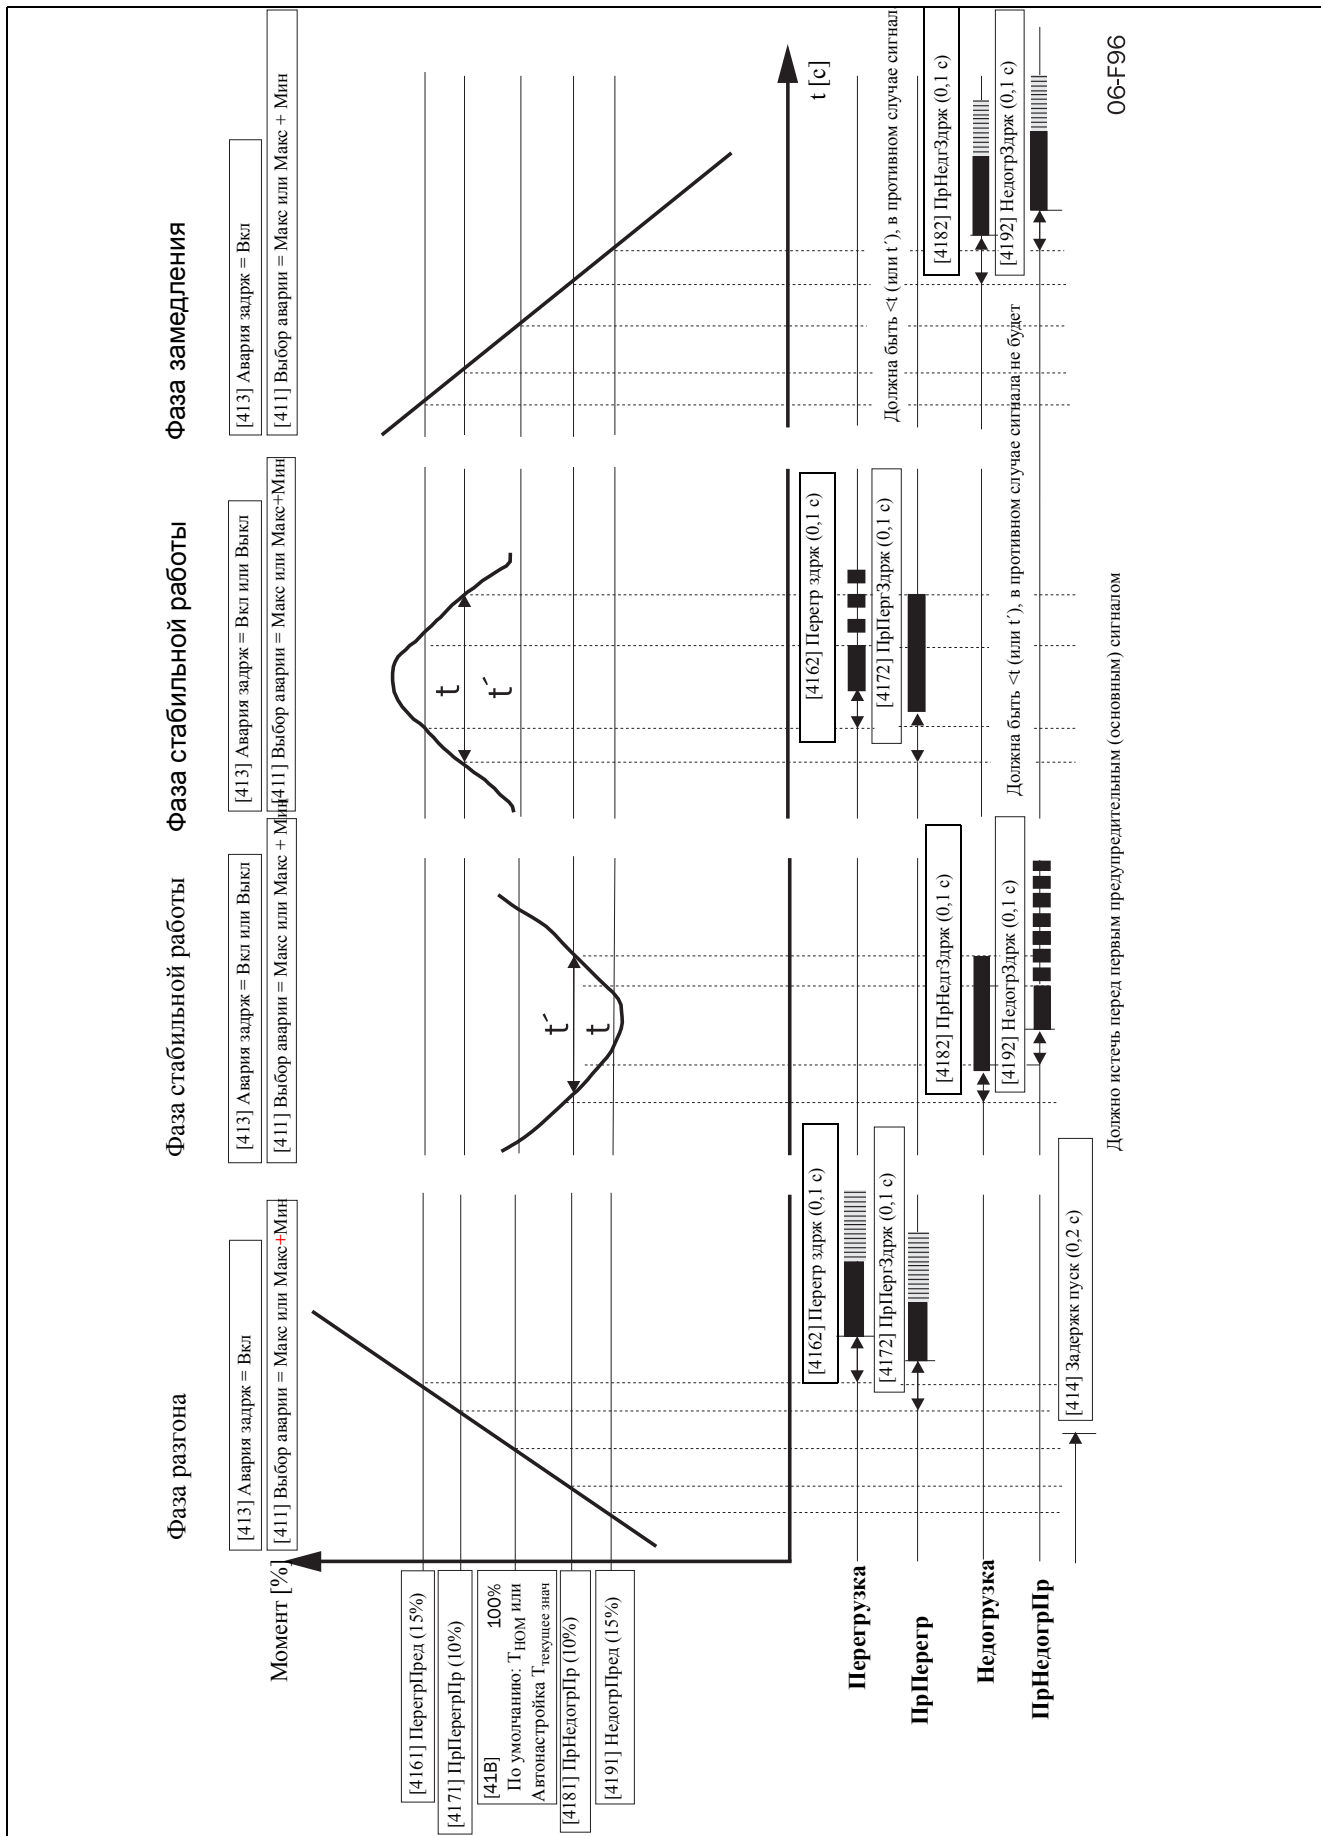 Фаза разгона
Фаза стабильной работы
Фаза стабильной работы
Фаза замедления
[413] Авария задрж = Вкл
[411] Выбор аварии = Макс или Макс+Мин
[413] Авария задрж = Вкл или Выкл
[411] Выбор аварии = Макс или Макс + Мин
[413] Авария задрж = Вкл или Выкл
[411] Выбор аварии = Макс или Макс+Мин
[413] Авария задрж = Вкл
[411] Выбор аварии = Макс или Макс + Мин
Момент [%]
[4161] ПерегрПред (15%)
[4171] ПрПерегрПр (10%)
[41B] 100%
По умолчанию: TНОМ или
Автонастройка Tтекущее знач
[4181] ПрНедогрПр (10%)
[4191] НедогрПред (15%)
t´
t
t
t´
t [c]
Перегрузка
ПрПерегр
Недогрузка
ПрНедогрПр
[4162] Перегр здрж (0,1 с)
[4172] ПрПергЗдрж (0,1 с)
[414] Задержк пуск (0,2 с)
[4182] ПрНедгЗдрж (0,1 с)
[4192] НедогрЗдрж (0,1 с)
[4162] Перегр здрж (0,1 с)
[4172] ПрПергЗдрж (0,1 с)
Должна быть <t (или t´), в противном случае сигнал
[4182] ПрНедгЗдрж (0,1 с)
[4192] НедогрЗдрж (0,1 с)
Должна быть <t (или t´), в противном случае сигнала не будет
Должно истечь перед первым предупредительным (основным) сигналом
06-F96